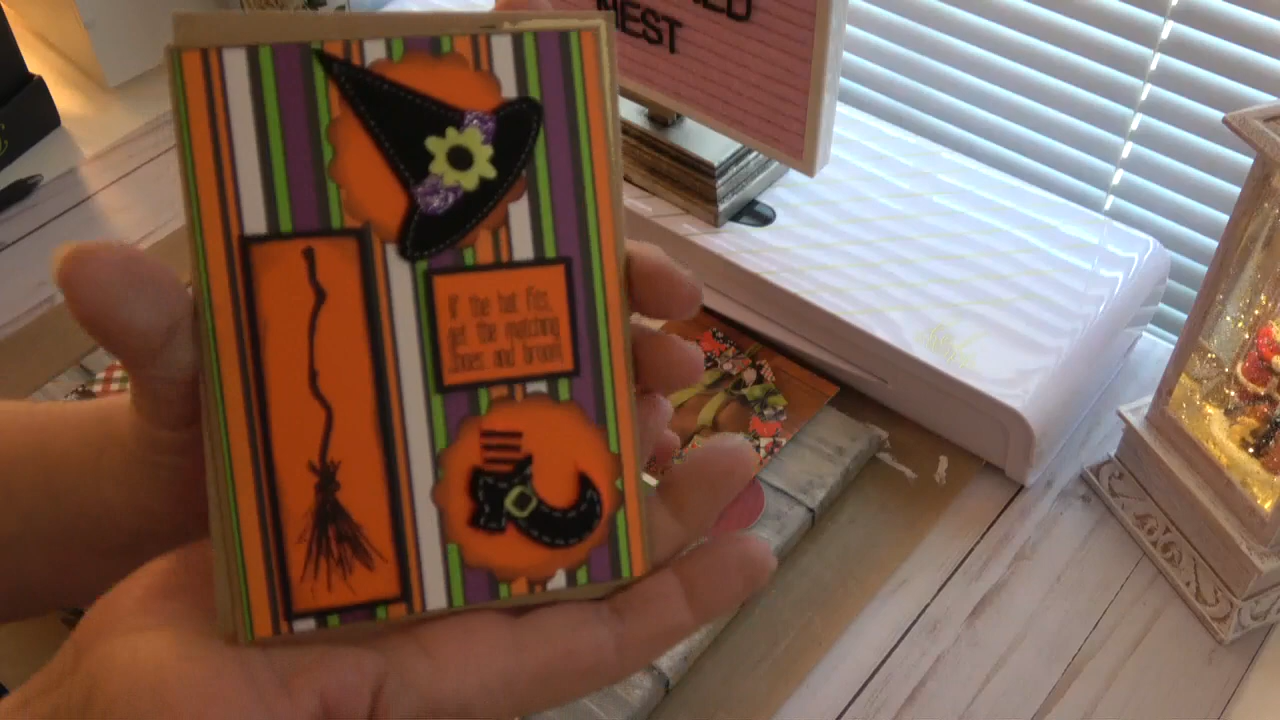 NEST
If the hat fits,
get the matching
shoes and broom